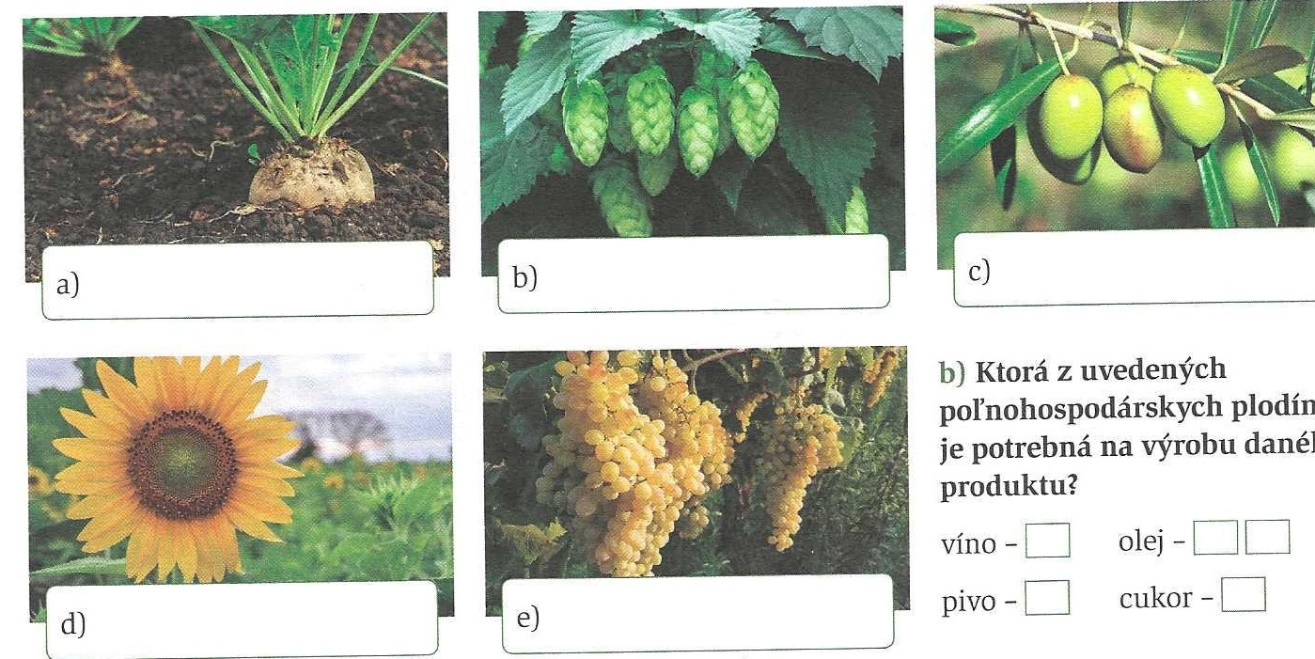 a)
b)
c)
d)
e)
b) Ktorá z uvedených
poľnohospodárskych plodín
je potrebná na výrobu
produktu?
víno –
olej –
pivo –
cukor –